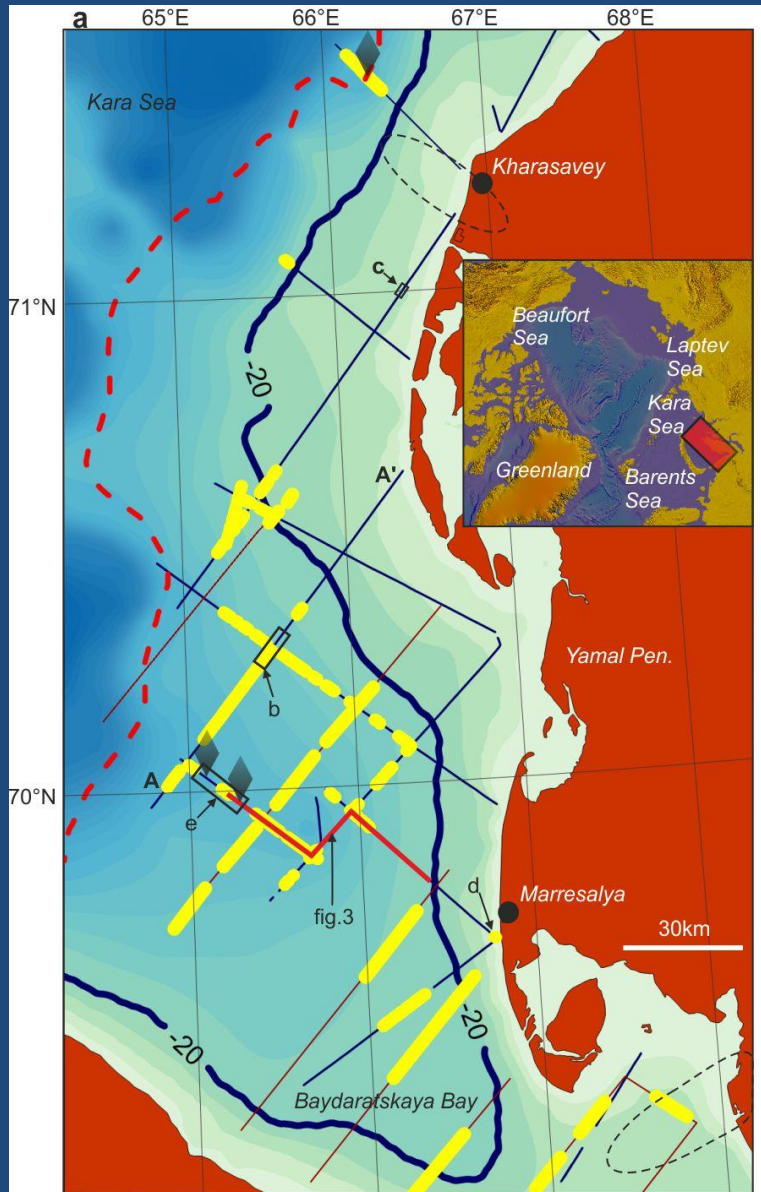 a
65°E
66°E
67°E
68°E
Kara Sea
Kharasavey
c
71°N
-20
Beaufort
Sea
Laptev
Sea
Kara
Sea
Greenland
Barents
Sea
A'
Yamal Pen.
b
A
70°N
e
fig.3
d
Marresalya
30km
-20
-20
Baydaratskaya Bay